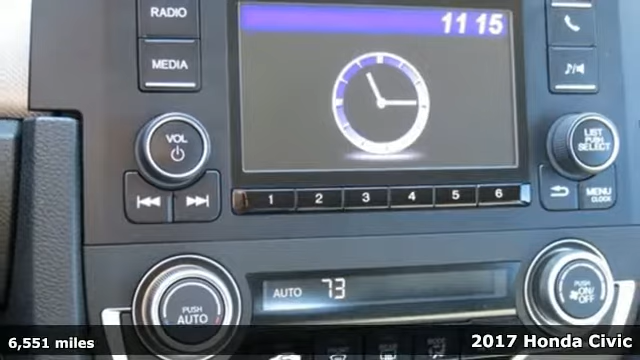 RADIO
11 15
MEDIA
VOL
LIST
PUSH
SELECT
1 2 3 4 5 6
MENU
CLOCK
AUTO 73
PUSH
AUTO
PUSH
ON/
OFF
6,551 miles
2017 Honda Civic